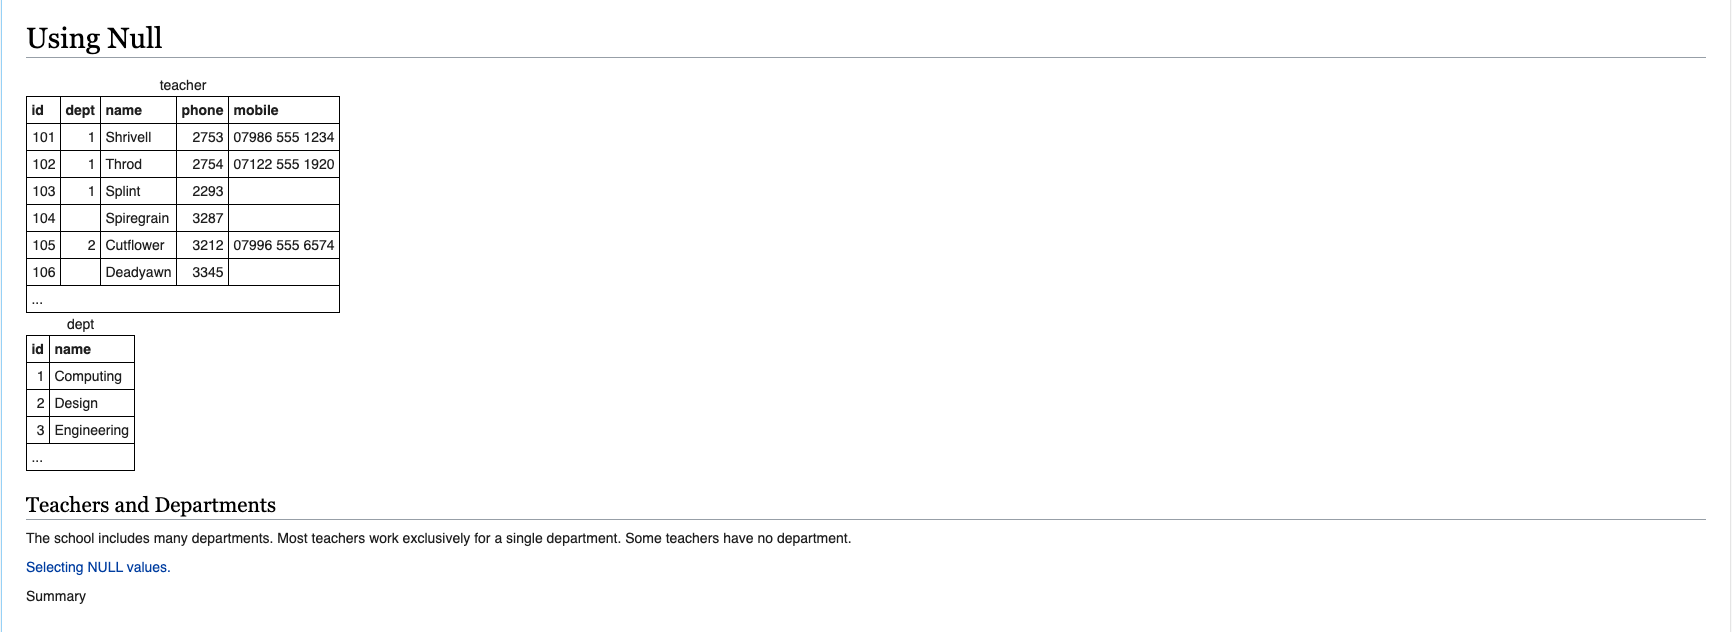 Using Null
teacher
id dept name phone mobile
101 1 Shrivell 2753 07986 555 1234
102 1 Throd 2754 07122 555 1920
103 1 Splint 2293
104 Spiregrain 3287
105 2 Cutflower 3212 07996 555 6574
106 Deadyawn 3345
...
dept
id name
1 Computing
2 Design
3 Engineering
...
Teachers and Departments
The school includes many departments. Most teachers work exclusively for a single department. Some teachers have no department.
Selecting NULL values.
Summary